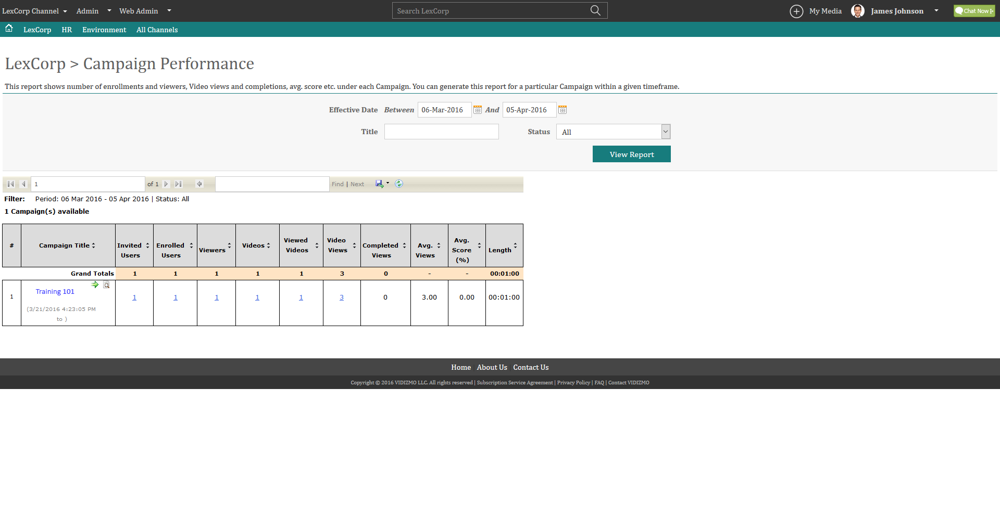 LexCorp Channel Admin Web Admin Search LexCorp My Media James Johnson Chat Now
LexCorp HR Environment All Channels
LexCorp > Campaign Performance
This report shows number of enrollments and viewers, Video views and completions, avg. score etc. under each Campaign. You can generate this report for a particular Campaign within a given timeframe.
Effective Date Between 06-Mar-2016 And 05-Apr-2016
Title Status All
View Report
1 of 1 Find | Next
Filter: Period: 06 Mar 2016 - 05 Apr 2016 | Status: All
1 Campaign(s) available
# Campaign Title Invited Users Enrolled Users Viewers Videos Viewed Videos Video Views Completed Views Avg. Views Avg. Score (%) Length
Grand Totals 1 1 1 1 1 3 0 - - 00:01:00
1 Training 101 1 1 1 1 1 3 0 3.00 0.00 00:01:00
(3/21/2016 4:23:05 PM
to )
Home About Us Contact Us
Copyright © 2016 VIDIZMO LLC. All rights reserved | Subscription Service Agreement | Privacy Policy | FAQ | Contact VIDIZMO